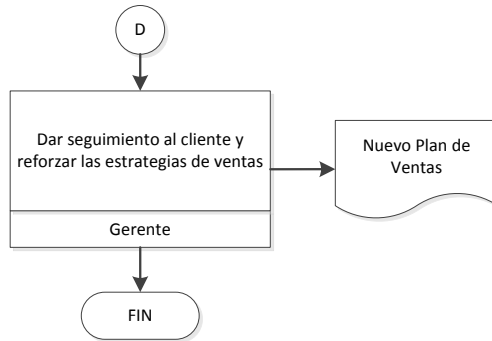 D
Dar seguimiento al cliente y
reforzar las estrategias de ventas
Nuevo Plan de
Ventas
Gerente
FIN